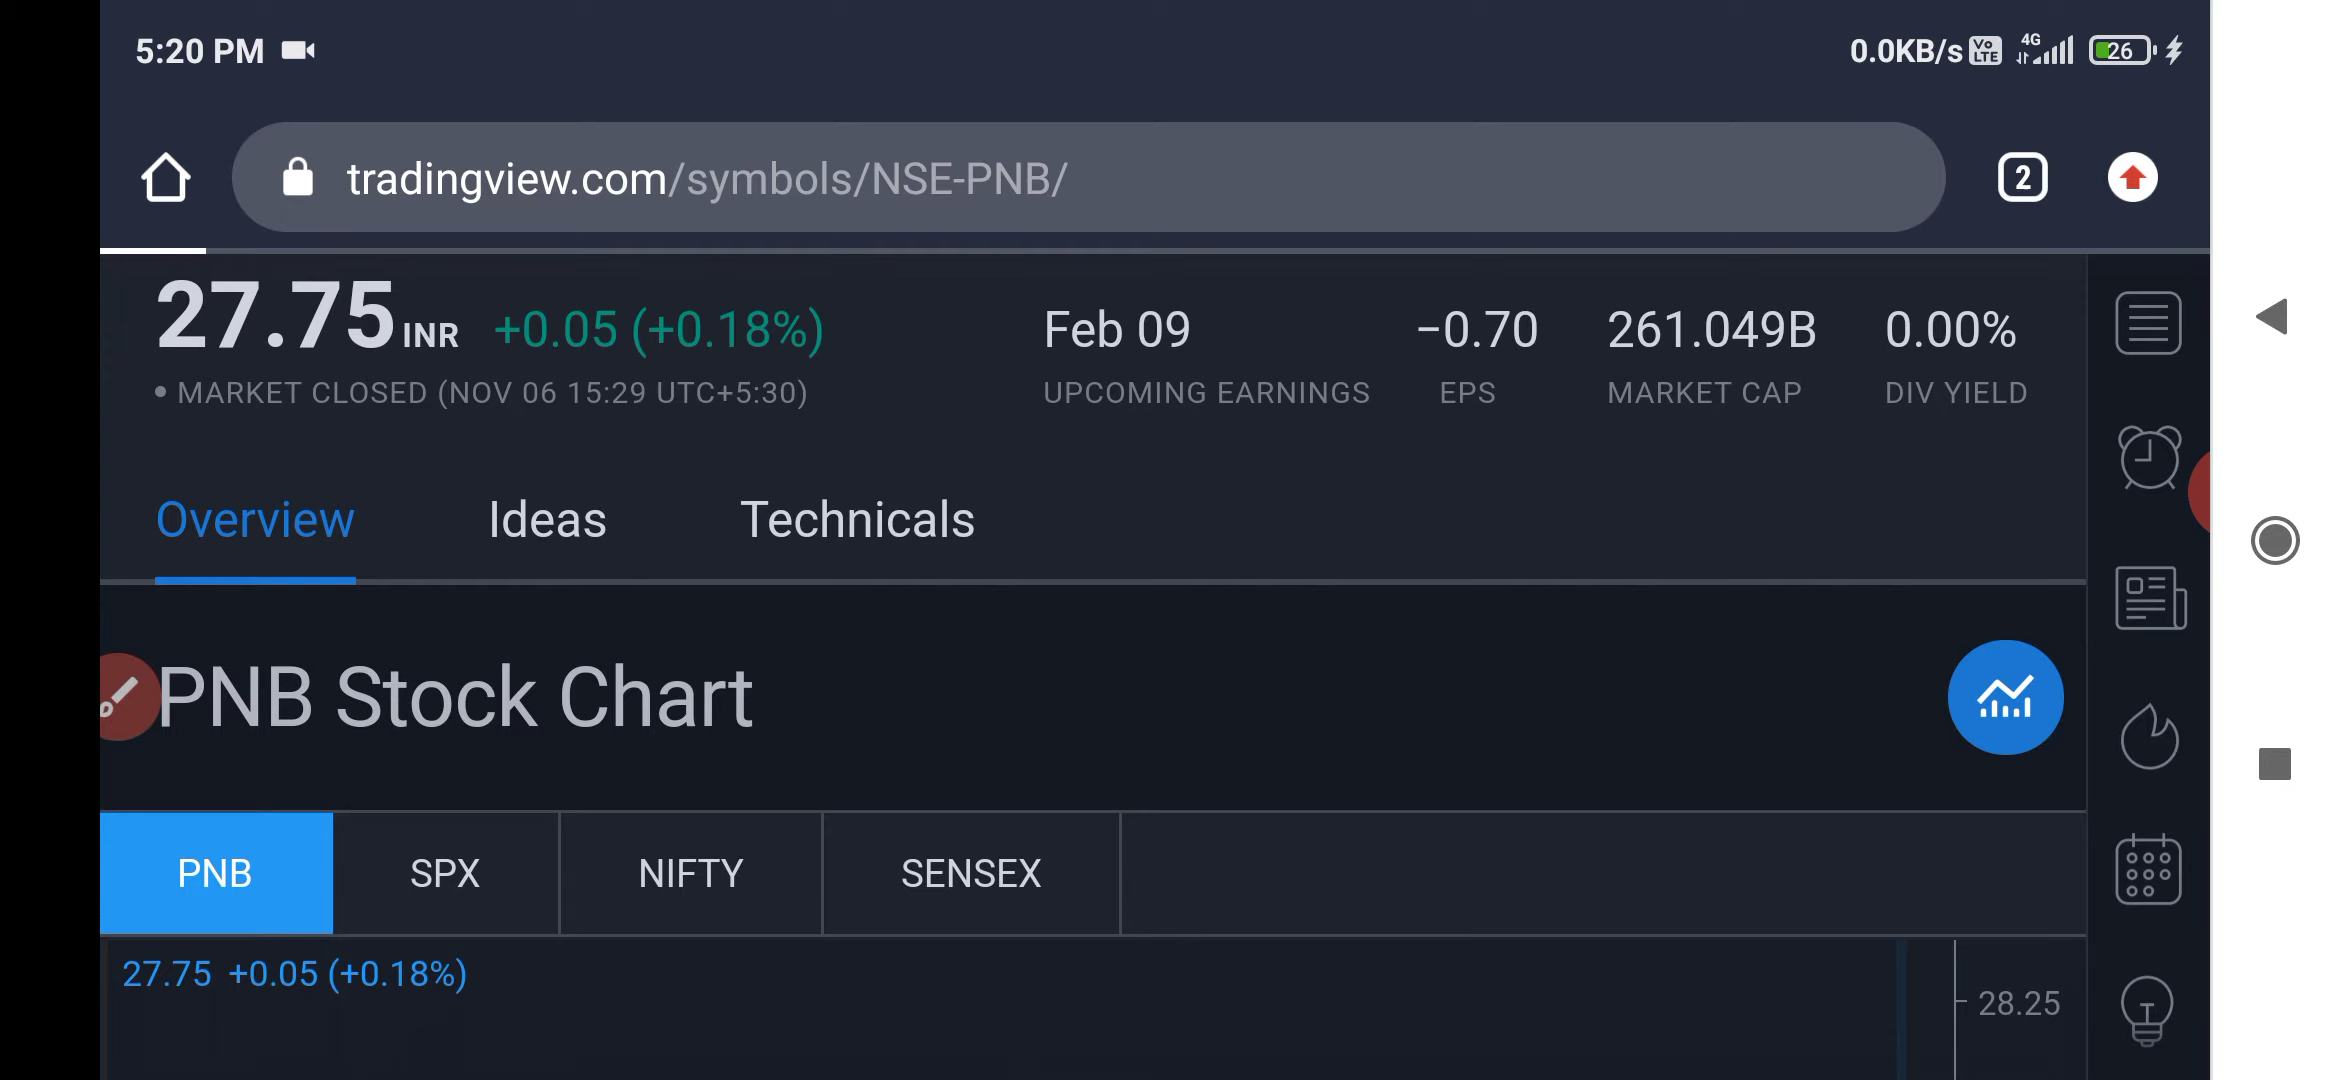 5:20 PM
0.0KB/s Vo LTE 4G 26
tradingview.com/symbols/NSE-PNB/
2
27.75 INR +0.05 (+0.18%)
• MARKET CLOSED (NOV 06 15:29 UTC+5:30)
Feb 09
UPCOMING EARNINGS
−0.70
EPS
261.049B
MARKET CAP
0.00%
DIV YIELD
Overview Ideas Technicals
PNB Stock Chart
PNB SPX NIFTY SENSEX
27.75 +0.05 (+0.18%)
28.25